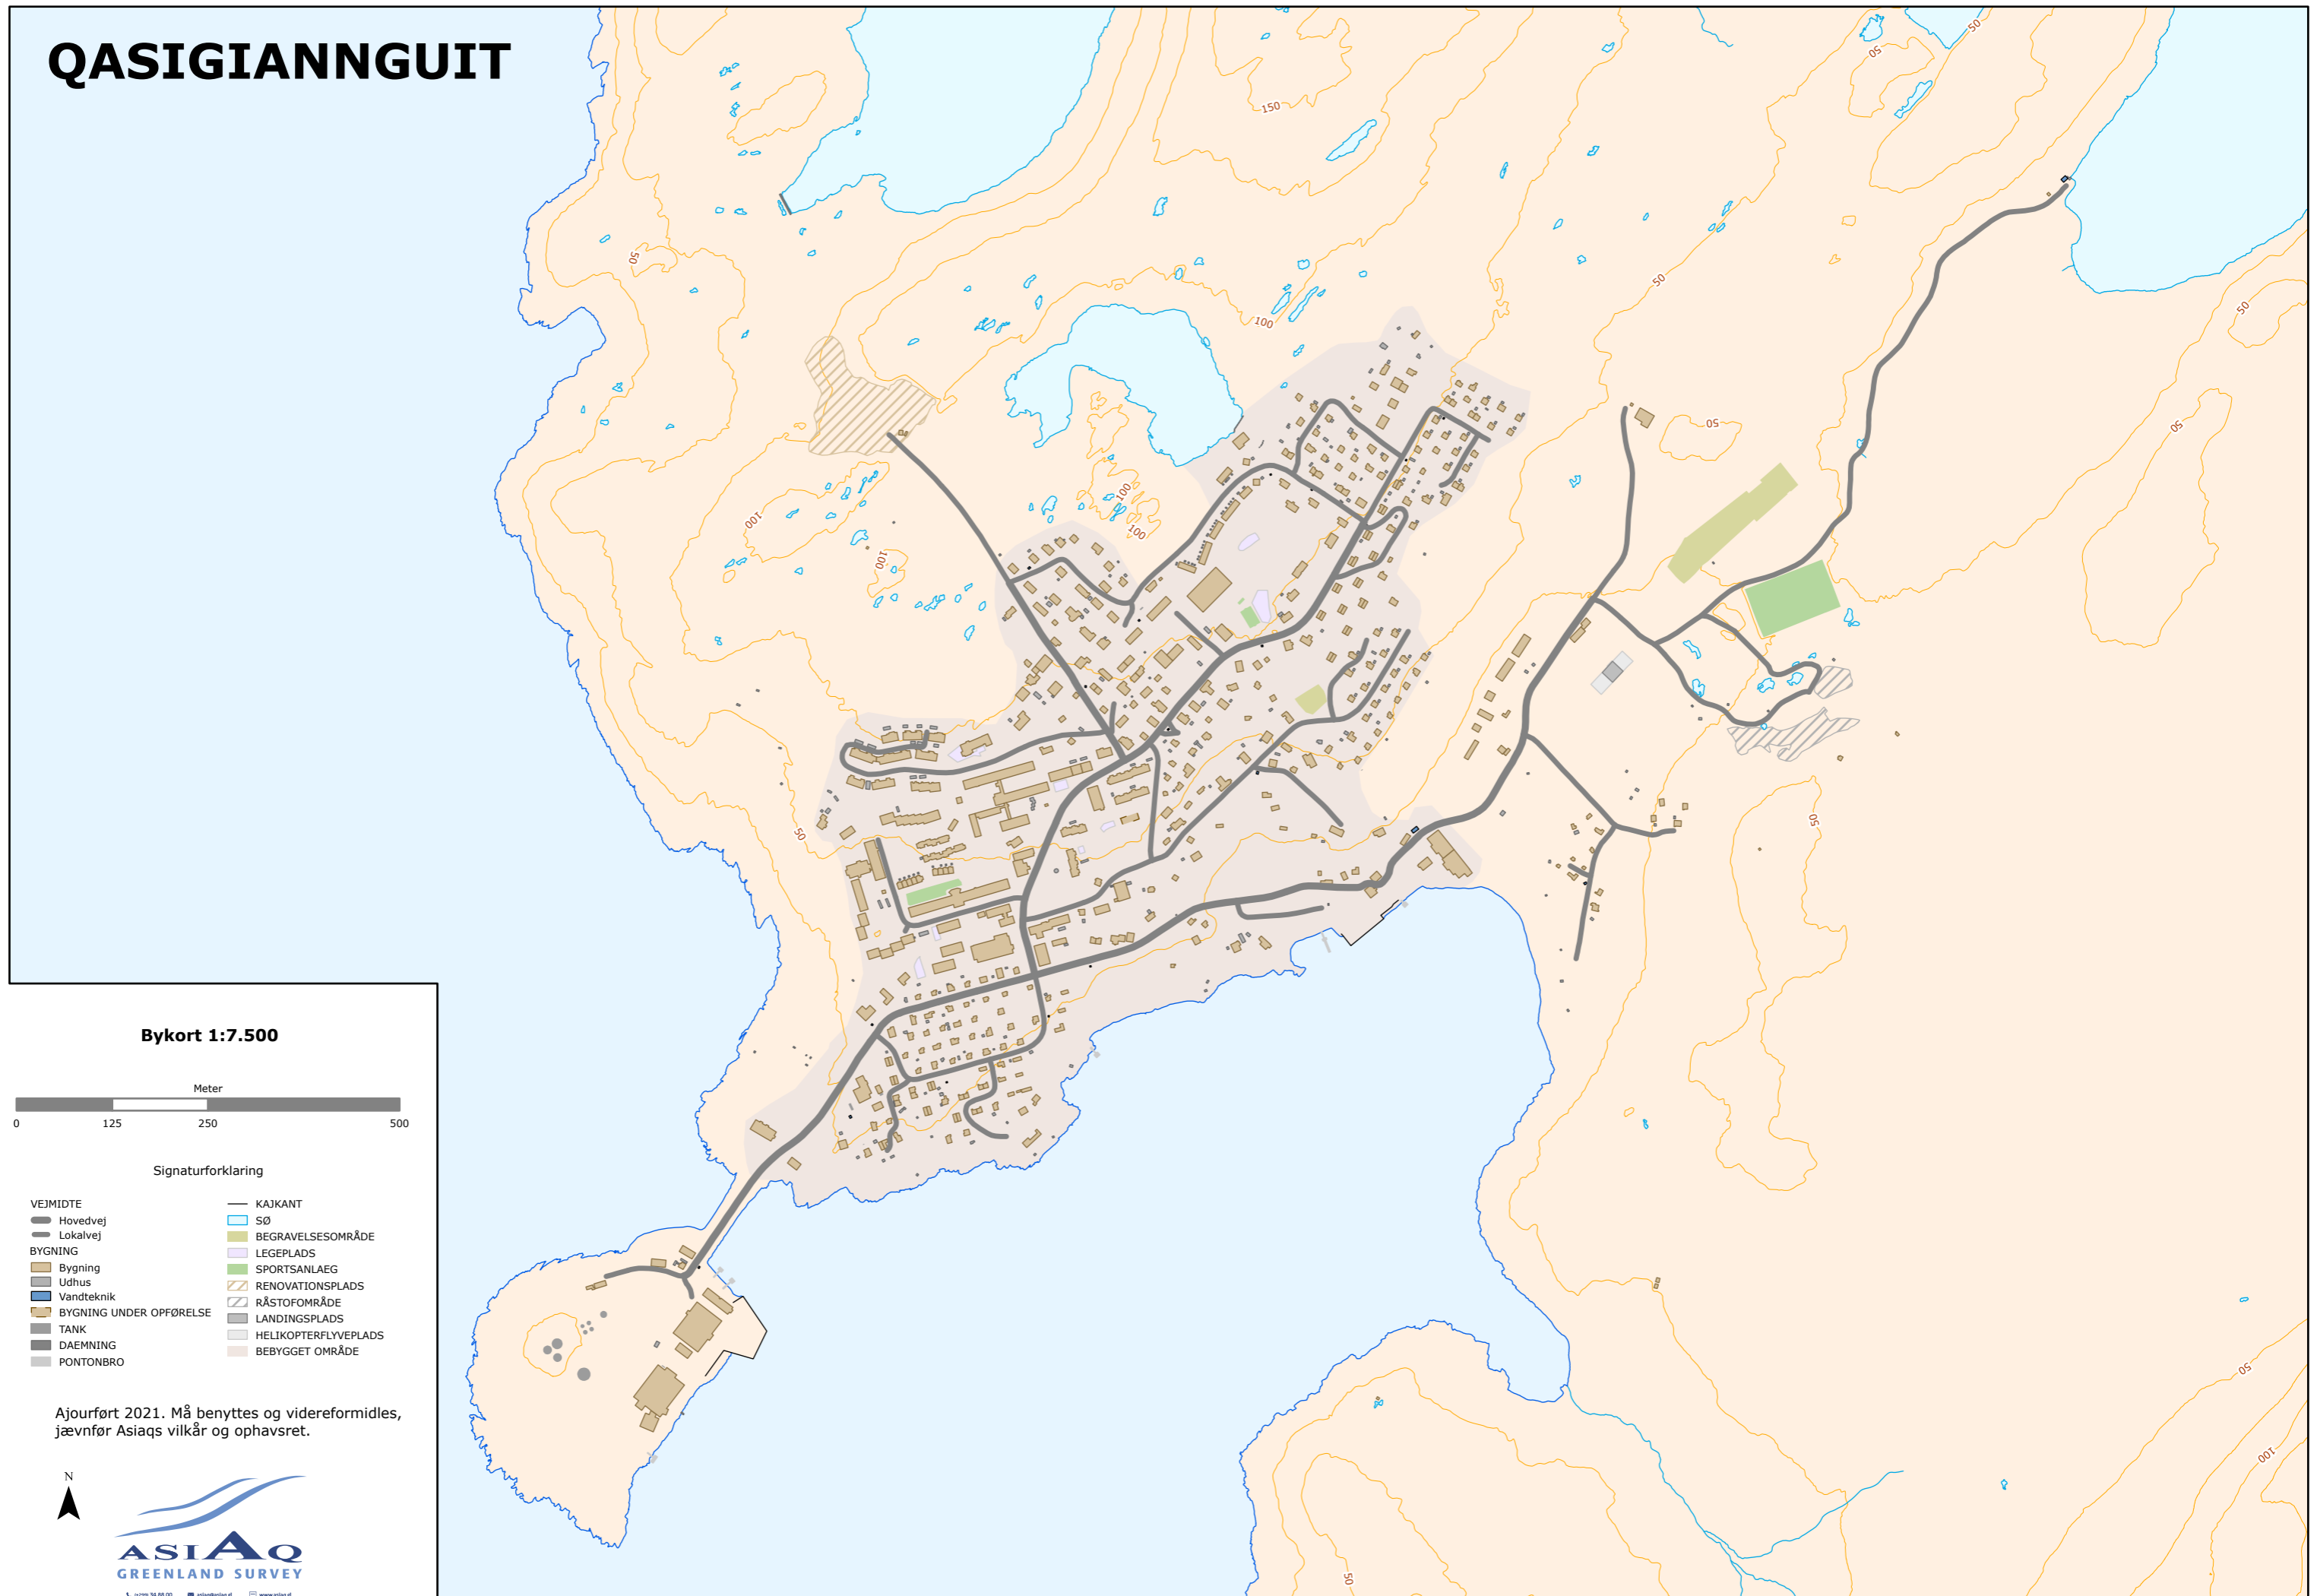 QASIGIANNGUIT
50
50
150
50
50
100
50
50
50
50
100
100
100
100
50
50
50
100
50
Bykort 1:7.500
Meter
0 125 250 500
Signaturforklaring
VEJMIDTE
Hovedvej
Lokalvej
BYGNING
Bygning
Udhus
Vandteknik
BYGNING UNDER OPFØRELSE
TANK
DAEMNING
PONTONBRO
KAJKANT
SØ
BEGRAVELSESOMRÅDE
LEGEPLADS
SPORTSANLAEG
RENOVATIONSPLADS
RÅSTOFOMRÅDE
LANDINGSPLADS
HELIKOPTERFLYVEPLADS
BEBYGGET OMRÅDE
Ajourført 2021. Må benyttes og videreformidles,
jævnfør Asiaqs vilkår og ophavsret.
N
ASIAQ
GREENLAND SURVEY